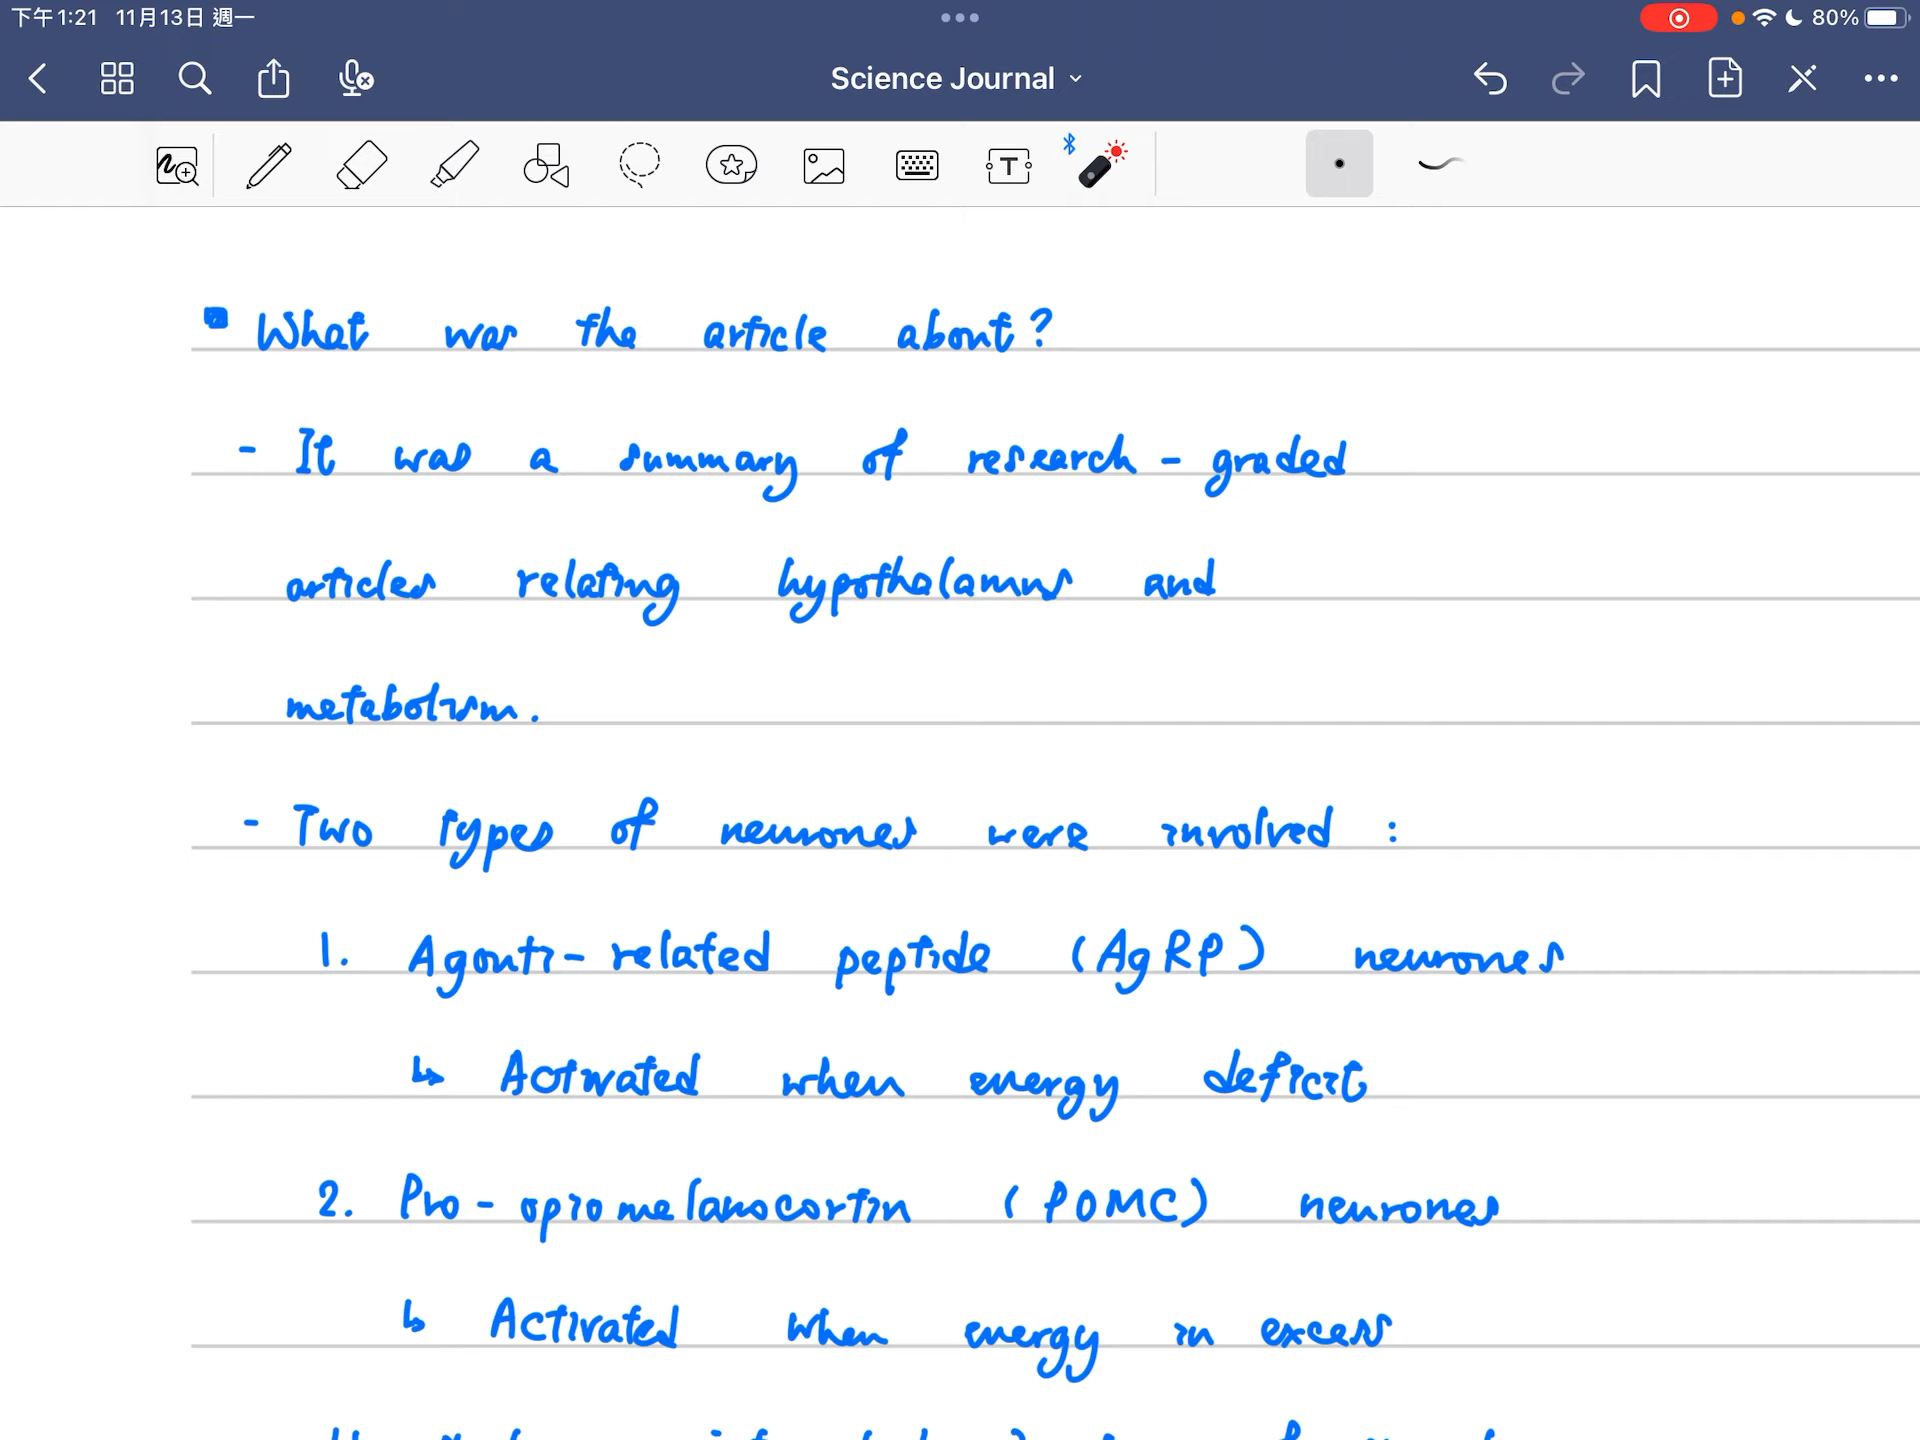 下午1:21 11月13日 週一
80%
Science Journal
T
What was the article about?
- It was a summary of research-graded
articles relating hypothalamus and
metabolism.
- Two types of neurones were involved :
1. Agouti-related peptide (AgRP) neurones
↳ Activated when energy deficit
2. Pro-opiomelanocortin (POMC) neurones
↳ Activated when energy in excess